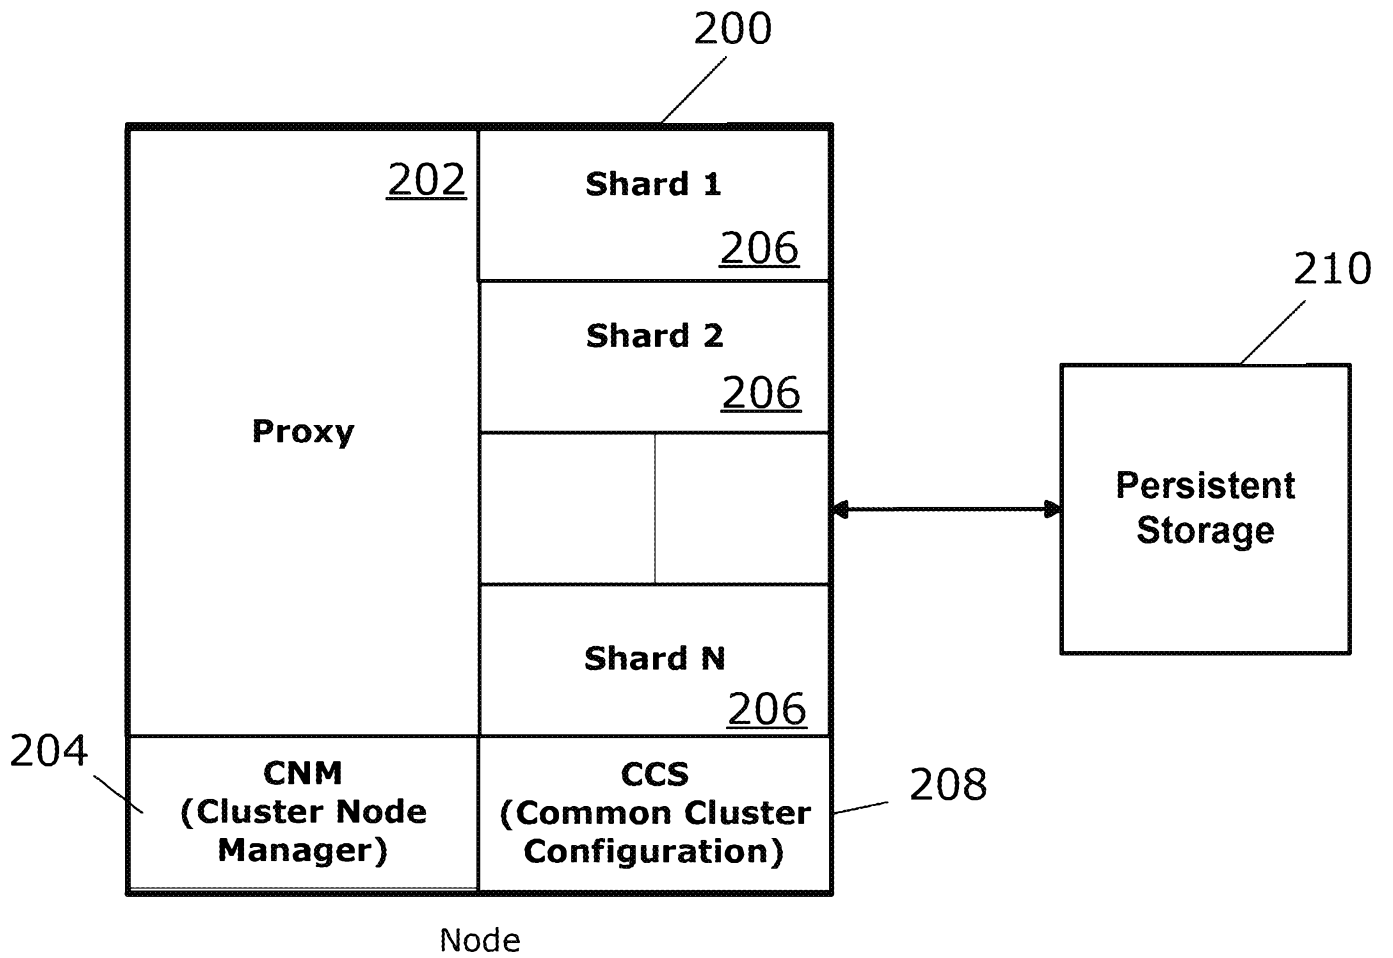 200
202
Shard 1
206
210
Shard 2
206
Proxy
Persistent
Storage
Shard N
206
204
CNM
(Cluster Node
Manager)
CCS
(Common Cluster
Configuration)
208
Node